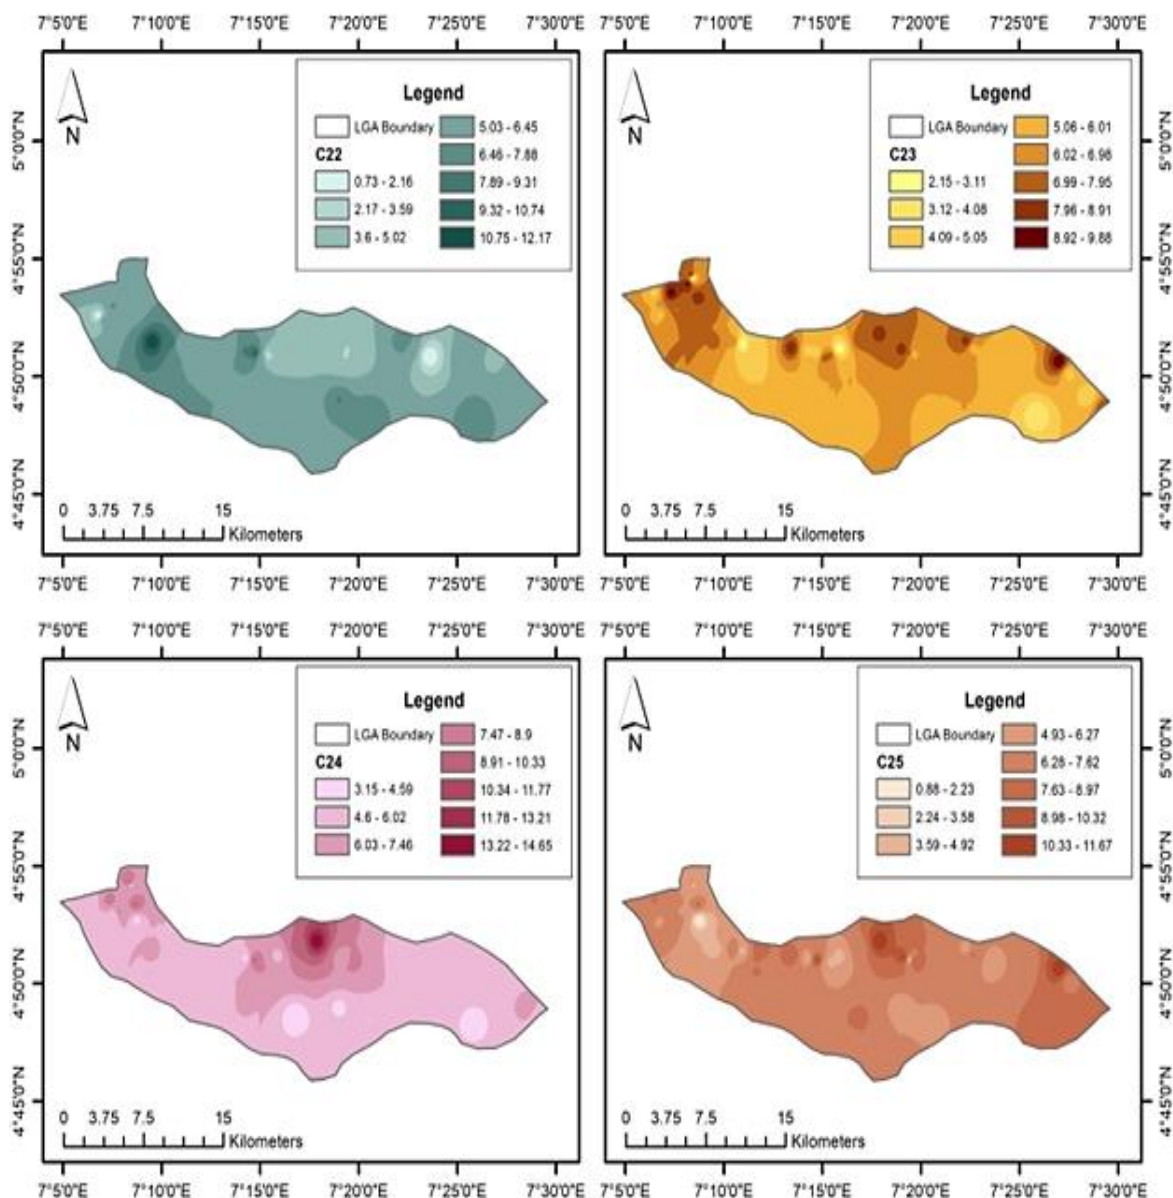 7°5'0"E 7°10'0"E 7°15'0"E 7°20'0"E 7°25'0"E 7°30'0"E
N
Legend
LGA Boundary
C22
0.73 - 2.16
2.17 - 3.59
3.6 - 5.02
5.03 - 6.45
6.46 - 7.88
7.89 - 9.31
9.32 - 10.74
10.75 - 12.17
5°0'0"N
4°55'0"N
4°50'0"N
4°45'0"N
0 3.75 7.5 15
Kilometers
7°5'0"E 7°10'0"E 7°15'0"E 7°20'0"E 7°25'0"E 7°30'0"E
7°5'0"E 7°10'0"E 7°15'0"E 7°20'0"E 7°25'0"E 7°30'0"E
N
Legend
LGA Boundary
C23
2.15 - 3.11
3.12 - 4.08
4.09 - 5.05
5.06 - 6.01
6.02 - 6.98
6.99 - 7.95
7.96 - 8.91
8.92 - 9.88
5°0'0"N
4°55'0"N
4°50'0"N
4°45'0"N
0 3.75 7.5 15
Kilometers
7°5'0"E 7°10'0"E 7°15'0"E 7°20'0"E 7°25'0"E 7°30'0"E
7°5'0"E 7°10'0"E 7°15'0"E 7°20'0"E 7°25'0"E 7°30'0"E
N
Legend
LGA Boundary
C24
3.15 - 4.59
4.6 - 6.02
6.03 - 7.46
7.47 - 8.9
8.91 - 10.33
10.34 - 11.77
11.78 - 13.21
13.22 - 14.65
5°0'0"N
4°55'0"N
4°50'0"N
4°45'0"N
0 3.75 7.5 15
Kilometers
7°5'0"E 7°10'0"E 7°15'0"E 7°20'0"E 7°25'0"E 7°30'0"E
7°5'0"E 7°10'0"E 7°15'0"E 7°20'0"E 7°25'0"E 7°30'0"E
N
Legend
LGA Boundary
C25
0.88 - 2.23
2.24 - 3.58
3.59 - 4.92
4.93 - 6.27
6.28 - 7.62
7.63 - 8.97
8.98 - 10.32
10.33 - 11.67
5°0'0"N
4°55'0"N
4°50'0"N
4°45'0"N
0 3.75 7.5 15
Kilometers
7°5'0"E 7°10'0"E 7°15'0"E 7°20'0"E 7°25'0"E 7°30'0"E